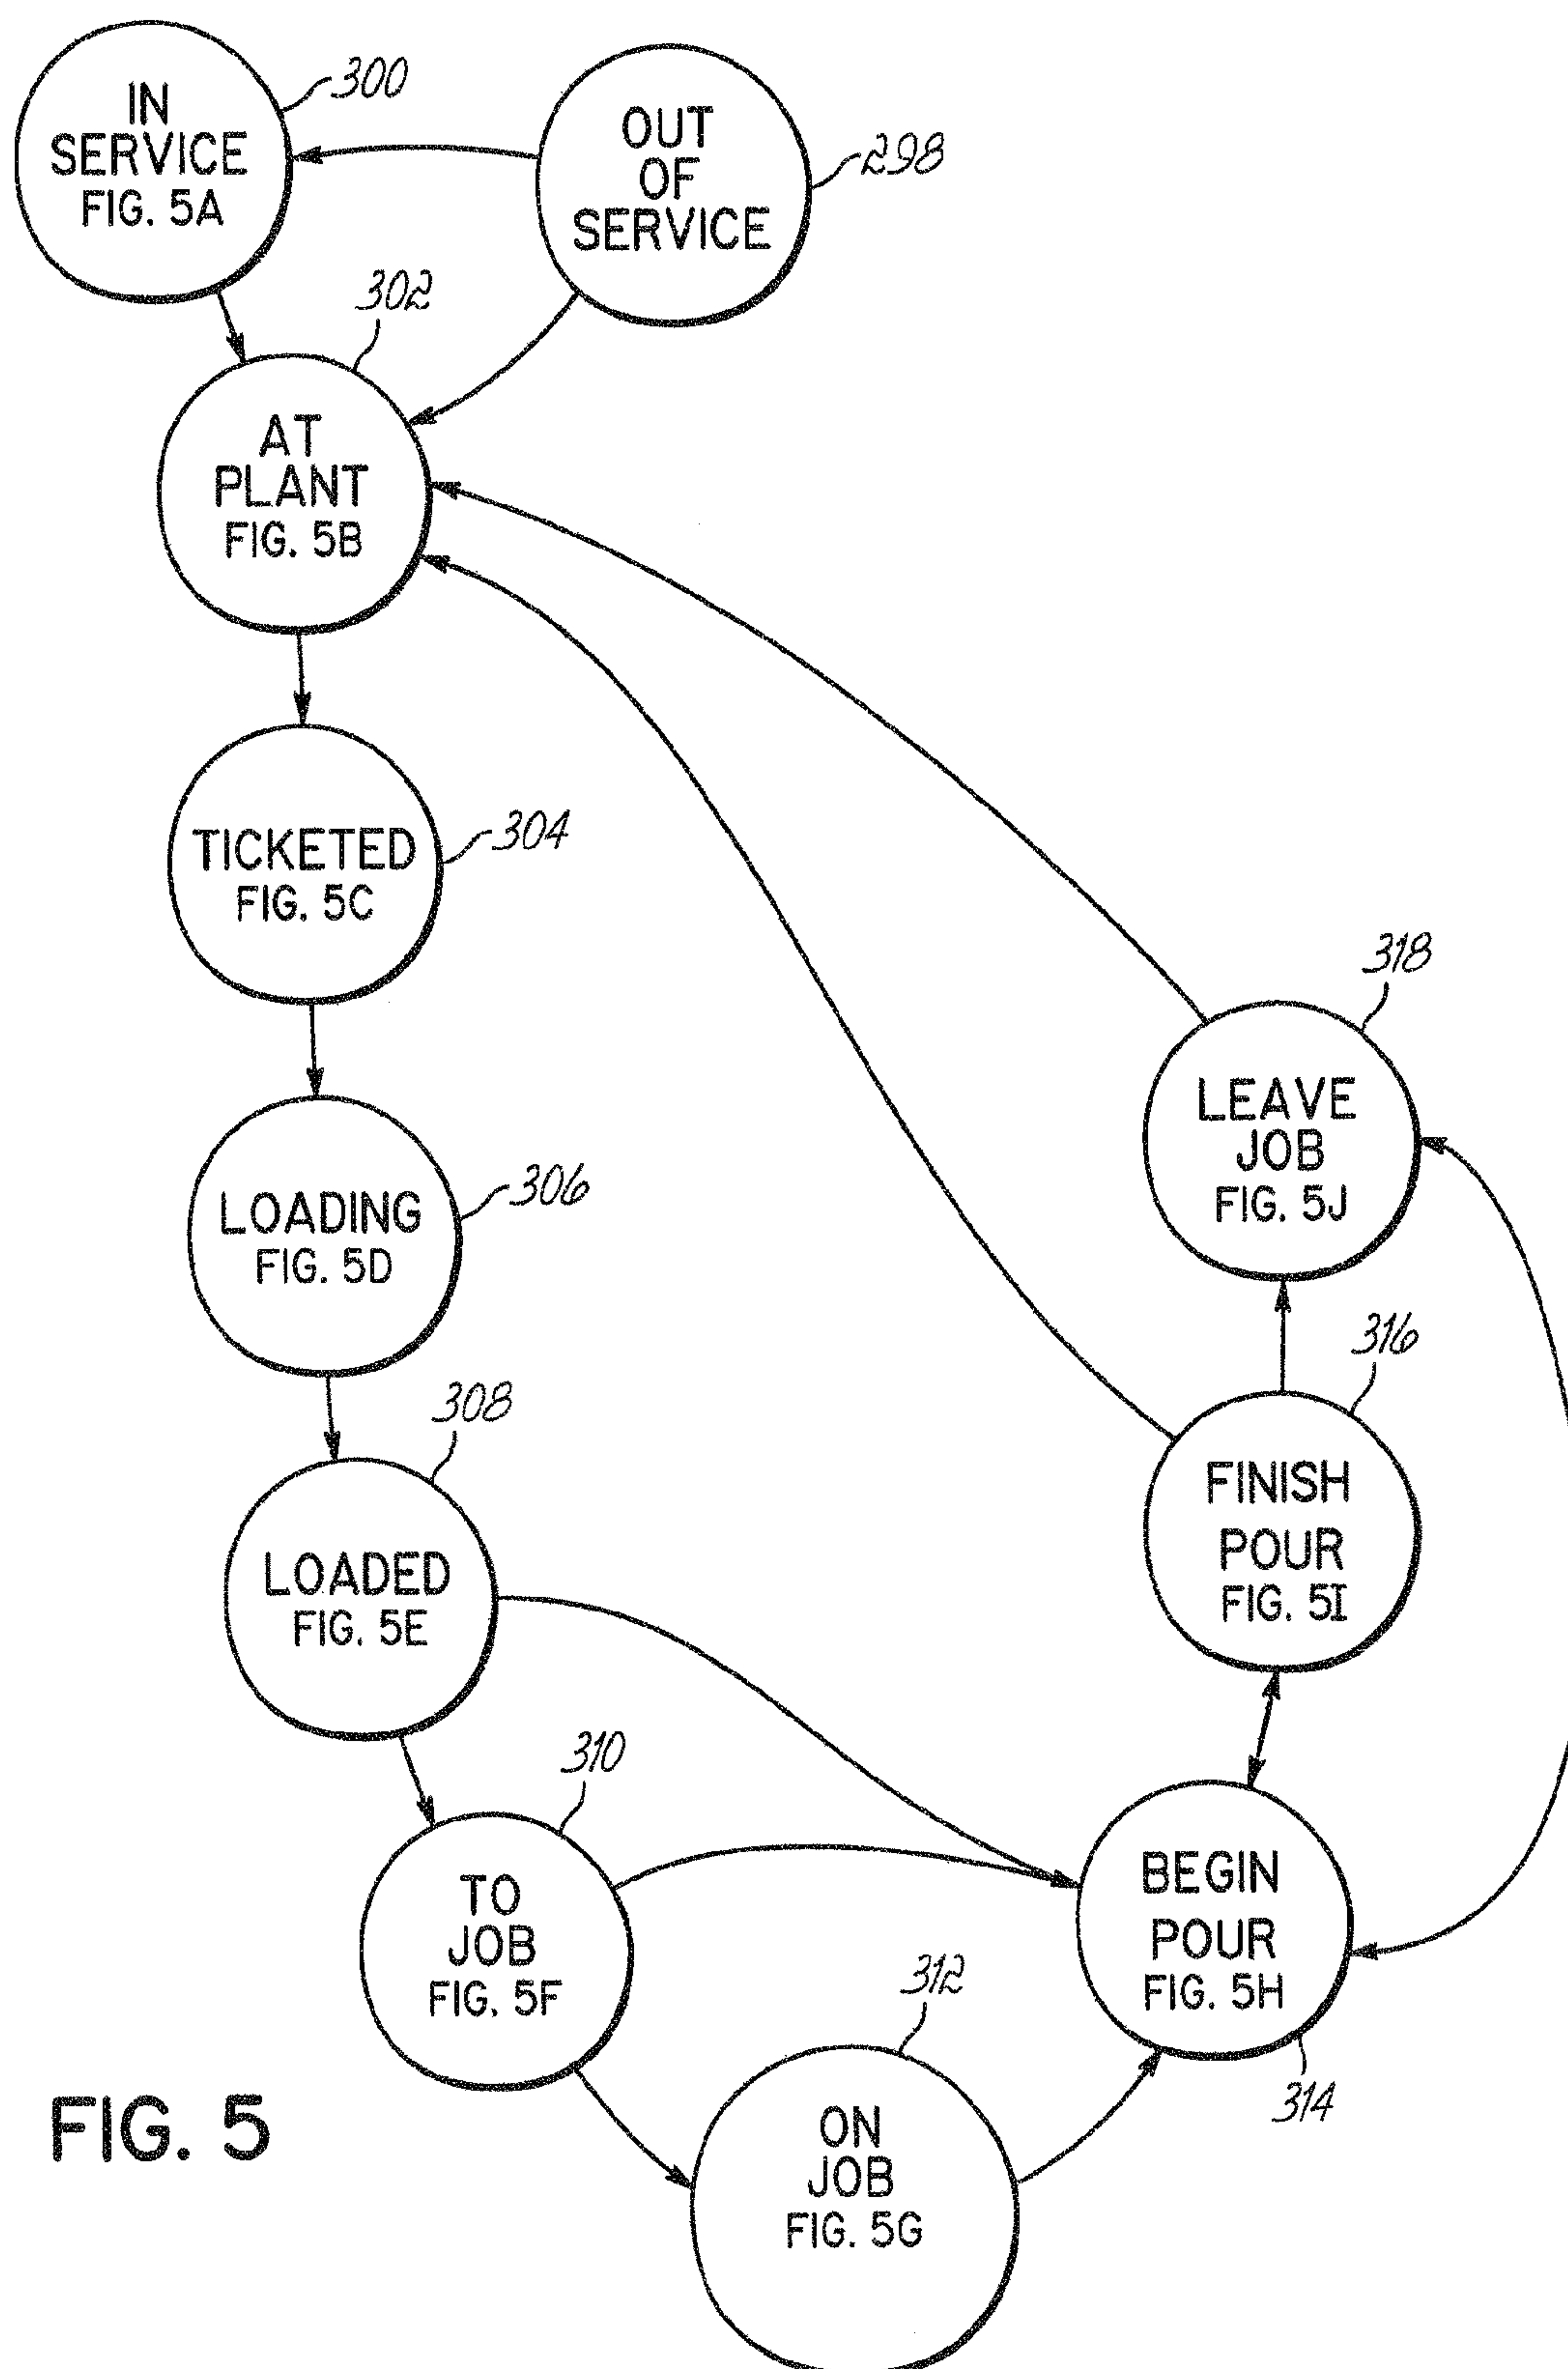 300
IN
SERVICE
FIG. 5A
OUT
OF
SERVICE
298
302
AT
PLANT
FIG. 5B
TICKETED
FIG. 5C
304
318
LEAVE
JOB
FIG. 5J
LOADING
FIG. 5D
306
316
FINISH
POUR
FIG. 5I
308
LOADED
FIG. 5E
310
TO
JOB
FIG. 5F
BEGIN
POUR
FIG. 5H
314
312
ON
JOB
FIG. 5G
FIG. 5